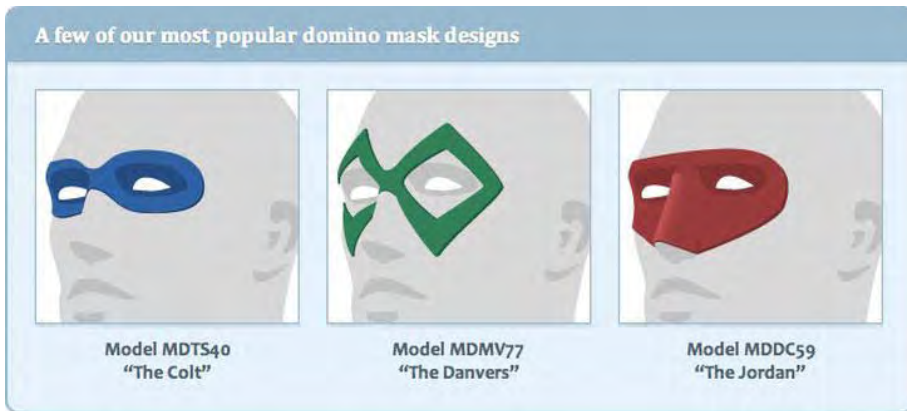 A few of our most popular domino mask designs
Model MDTS40
“The Colt”
Model MDMV77
“The Danvers”
Model MDDC59
“The Jordan”